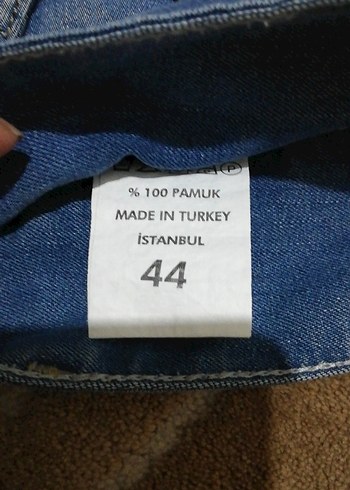 P
% 100 PAMUK
MADE IN TURKEY
İSTANBUL
44